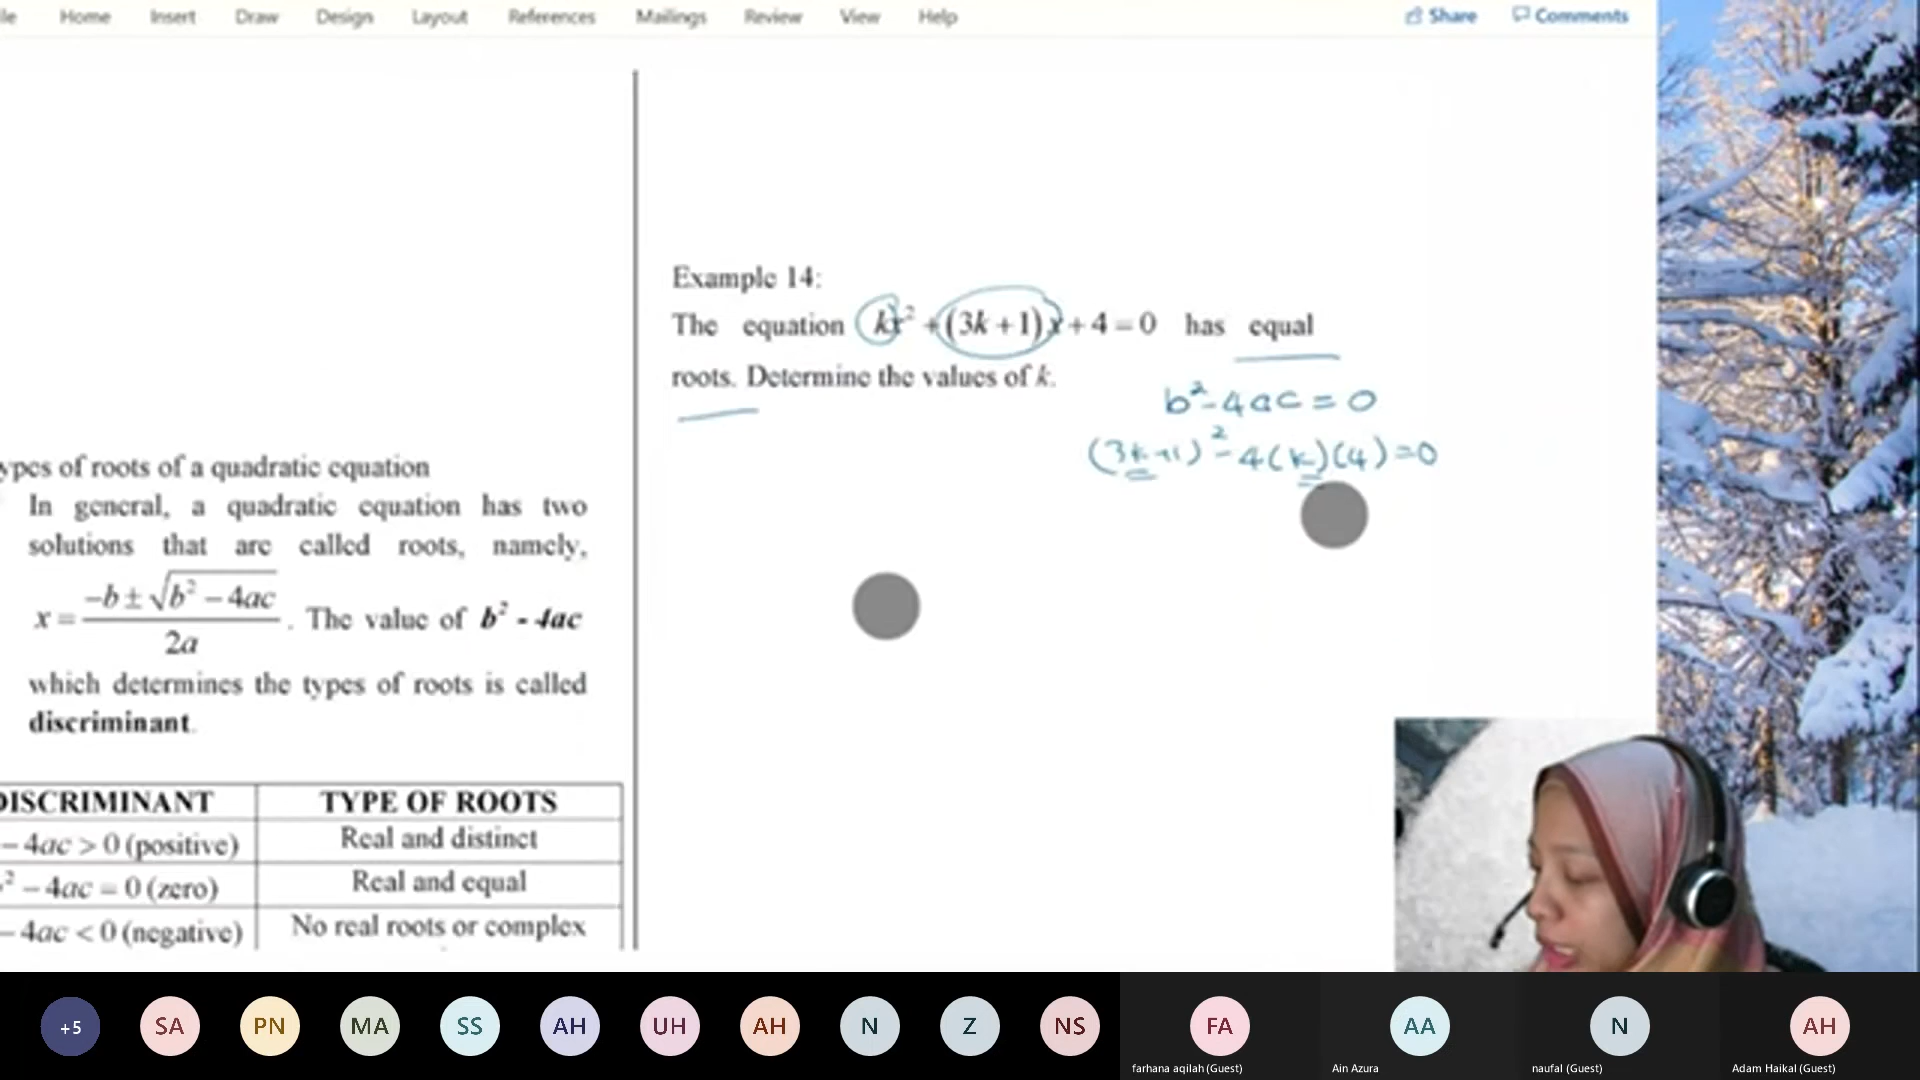 Home Insert Draw Design Layout References Mailings Review View Help Share Comments
Example 14:
The equation kx² + (3k + 1)x + 4 = 0 has equal
roots. Determine the values of k.
b² - 4ac = 0
(3k+1)² - 4(k)(4) = 0
ypes of roots of a quadratic equation
In general, a quadratic equation has two
solutions that are called roots, namely,
x = (-b ± √(b² - 4ac)) / 2a . The value of b² - 4ac
which determines the types of roots is called
discriminant.
DISCRIMINANT TYPE OF ROOTS
- 4ac > 0 (positive) Real and distinct
² - 4ac = 0 (zero) Real and equal
- 4ac < 0 (negative) No real roots or complex
+5 SA PN MA SS AH UH AH N Z NS FA AA N AH
farhana aqilah (Guest) Ain Azura naufal (Guest) Adam Haikal (Guest)